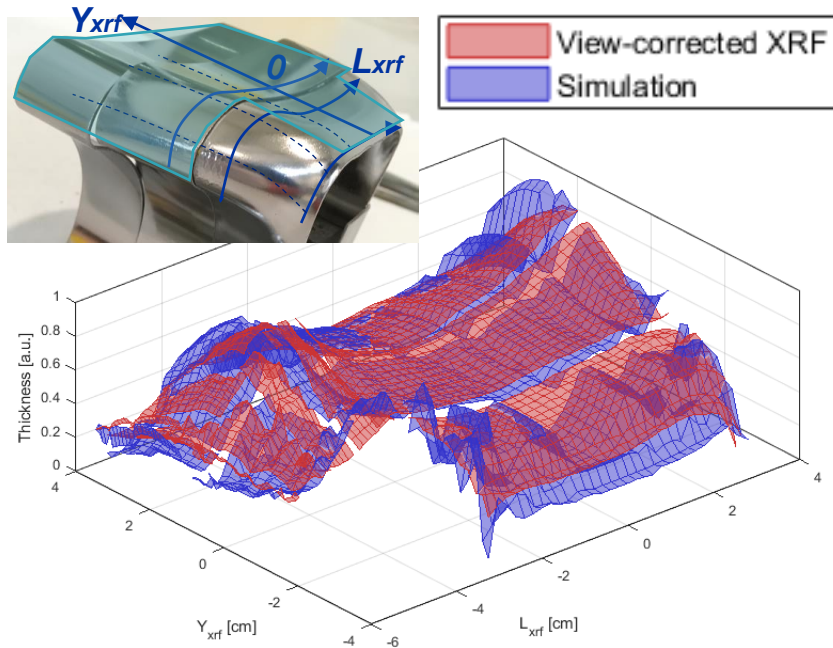 Yxrf
Lxrf
0
View-corrected XRF
Simulation
Thickness [a.u.]
1
0.8
0.6
0.4
0.2
0
4
2
0
-2
-4
Yxrf [cm]
-6
-4
-2
0
2
4
Lxrf [cm]